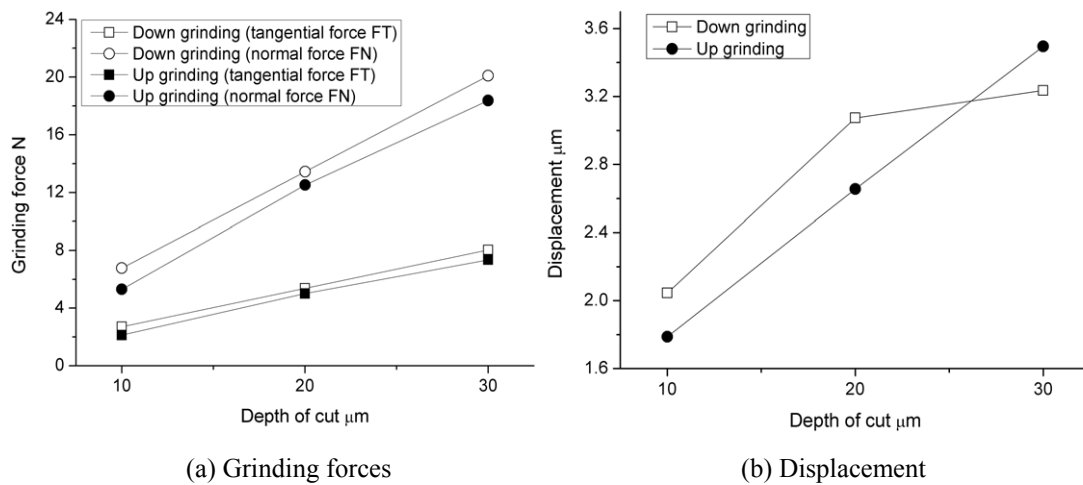 24
20
16
12
8
4
0
Grinding force N
Down grinding (tangential force FT)
Down grinding (normal force FN)
Up grinding (tangential force FT)
Up grinding (normal force FN)
10 20 30
Depth of cut μm
(a) Grinding forces
3.6
3.2
2.8
2.4
2.0
1.6
Displacement μm
Down grinding
Up grinding
10 20 30
Depth of cut μm
(b) Displacement